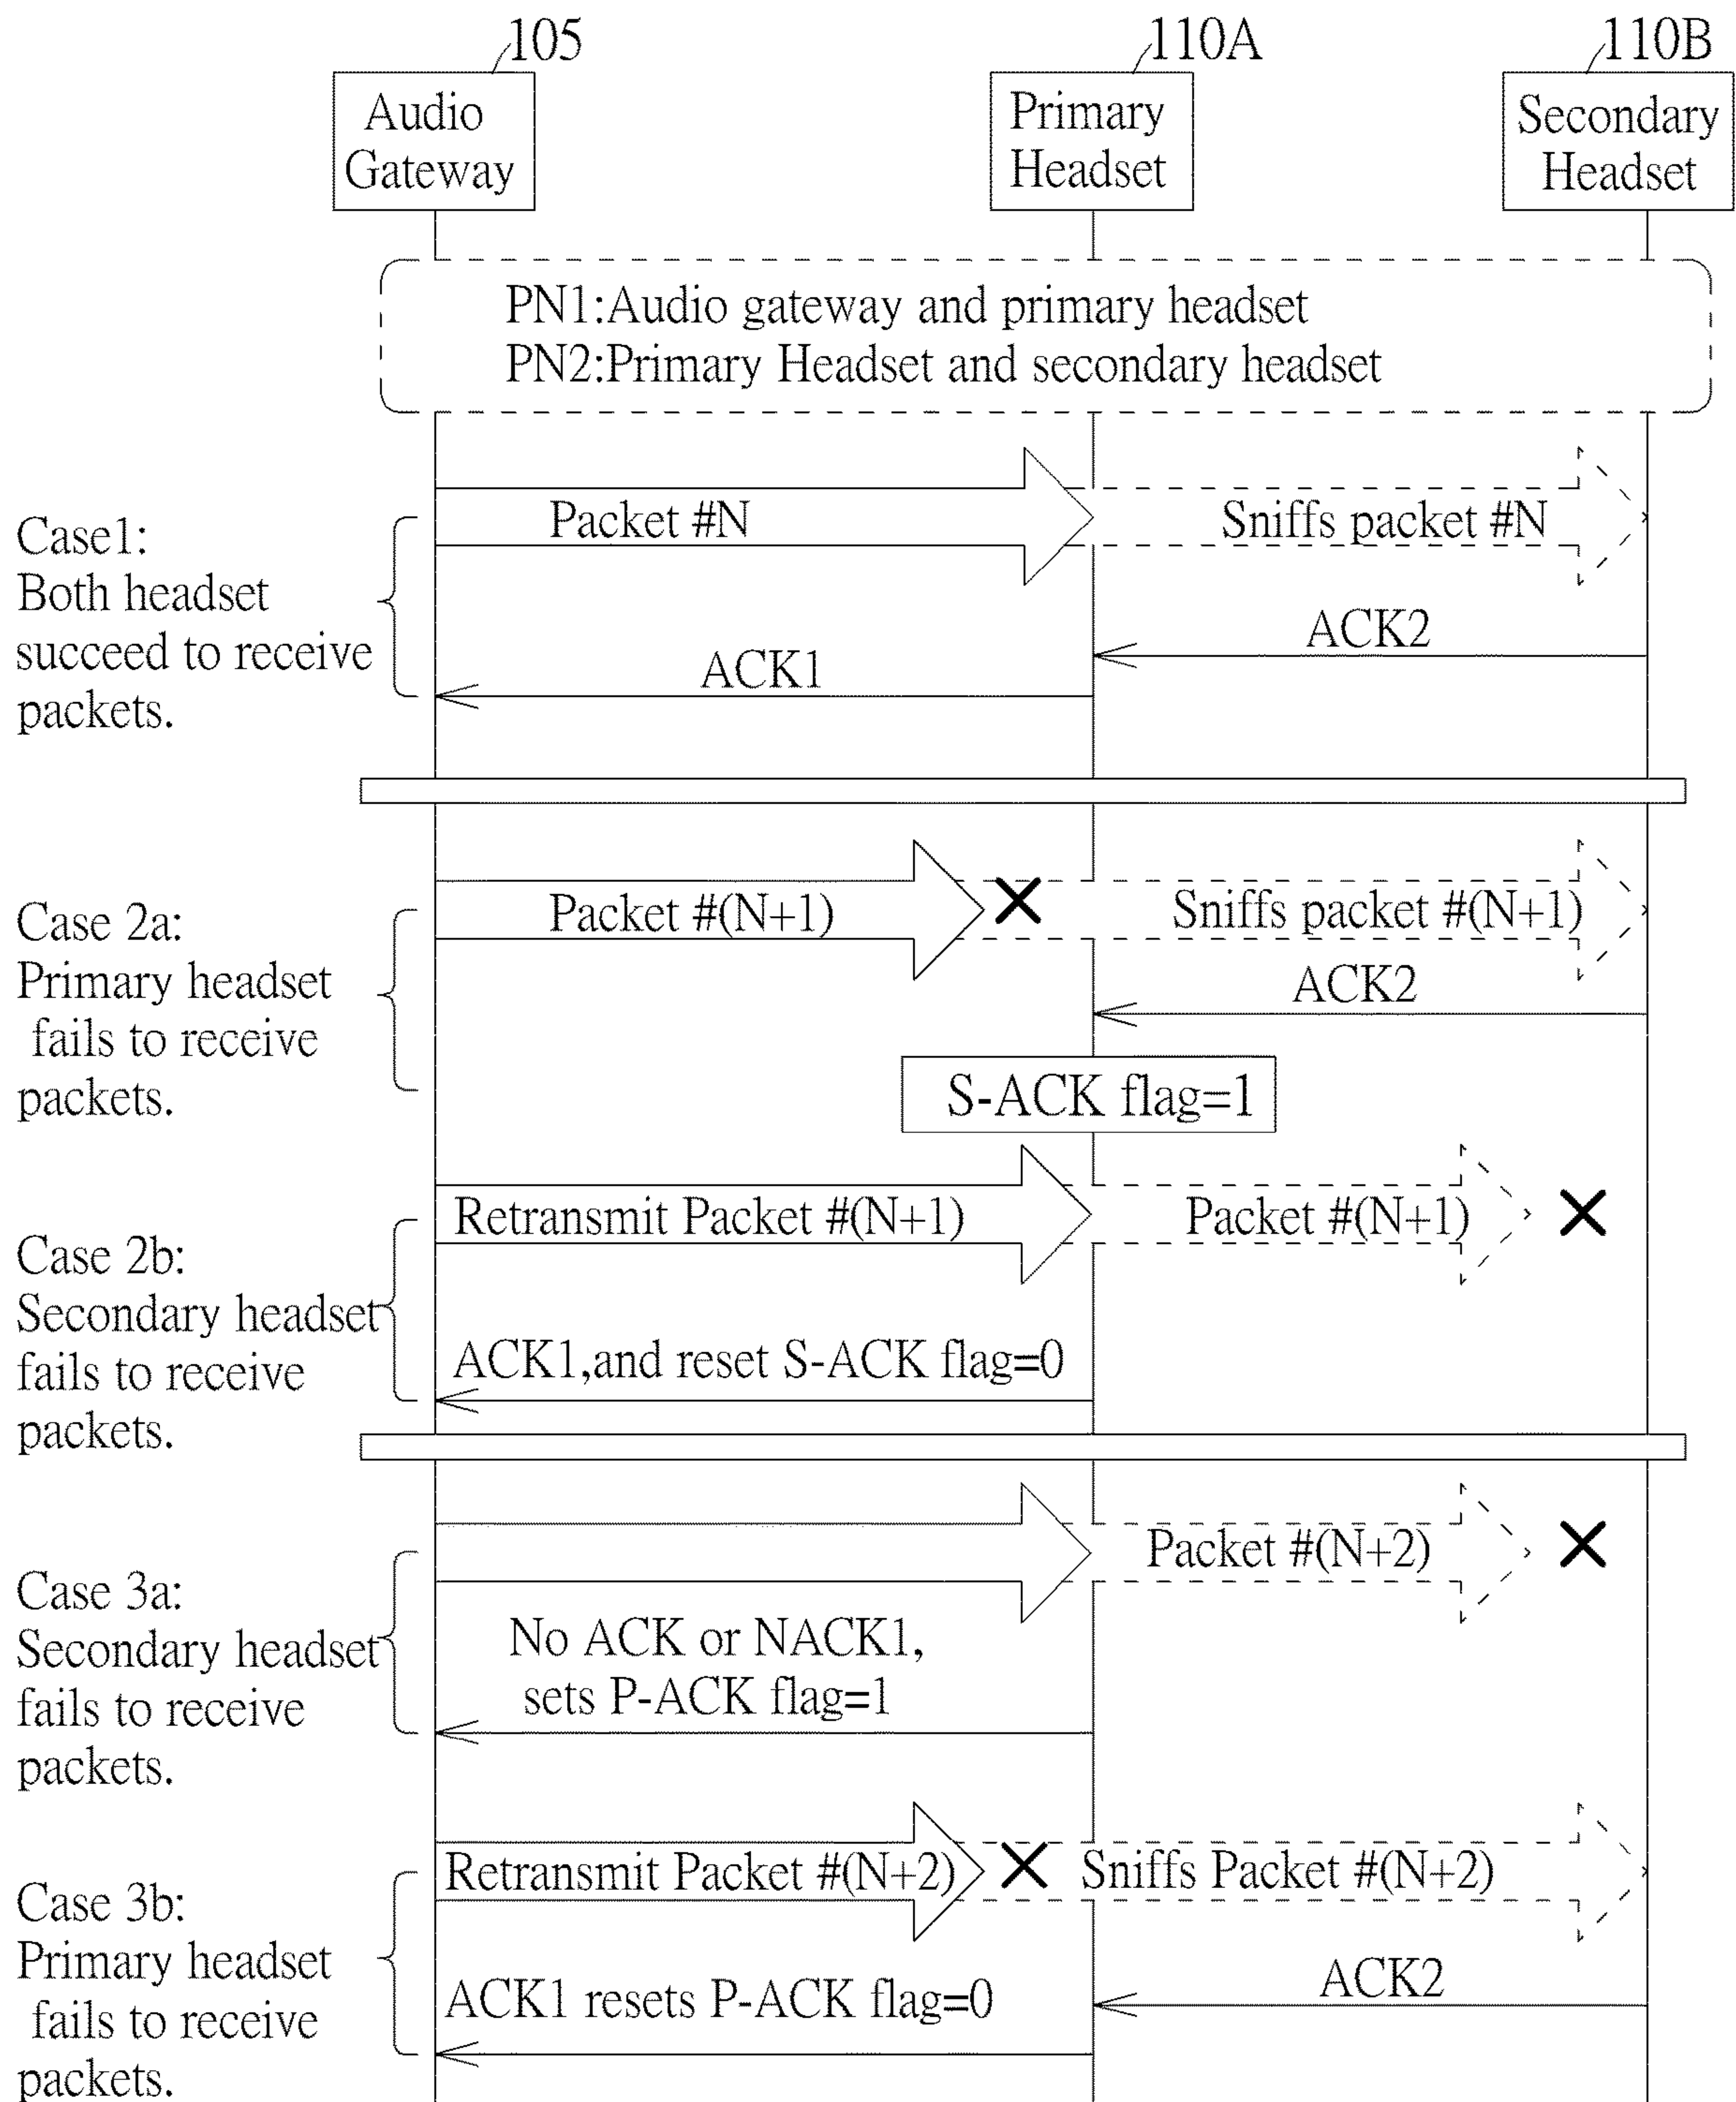 105
110A
110B
Audio
Gateway
Primary
Headset
Secondary
Headset
PN1:Audio gateway and primary headset
PN2:Primary Headset and secondary headset
Case1:
Both headset
succeed to receive
packets.
Packet #N
Sniffs packet #N
ACK2
ACK1
Case 2a:
Primary headset
fails to receive
packets.
Packet #(N+1)
Sniffs packet #(N+1)
ACK2
S-ACK flag=1
Case 2b:
Secondary headset
fails to receive
packets.
Retransmit Packet #(N+1)
Packet #(N+1)
ACK1,and reset S-ACK flag=0
Case 3a:
Secondary headset
fails to receive
packets.
Packet #(N+2)
No ACK or NACK1,
sets P-ACK flag=1
Case 3b:
Primary headset
fails to receive
packets.
Retransmit Packet #(N+2)
Sniffs Packet #(N+2)
ACK2
ACK1 resets P-ACK flag=0